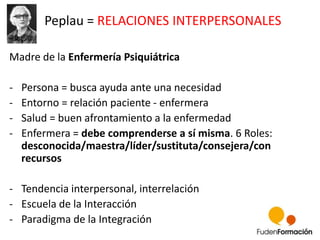 Peplau = RELACIONES INTERPERSONALES
Madre de la Enfermería Psiquiátrica
- Persona = busca ayuda ante una necesidad
- Entorno = relación paciente - enfermera
- Salud = buen afrontamiento a la enfermedad
- Enfermera = debe comprenderse a sí misma. 6 Roles:
desconocida/maestra/líder/sustituta/consejera/con
recursos
- Tendencia interpersonal, interrelación
- Escuela de la Interacción
- Paradigma de la Integración
FudenFormación